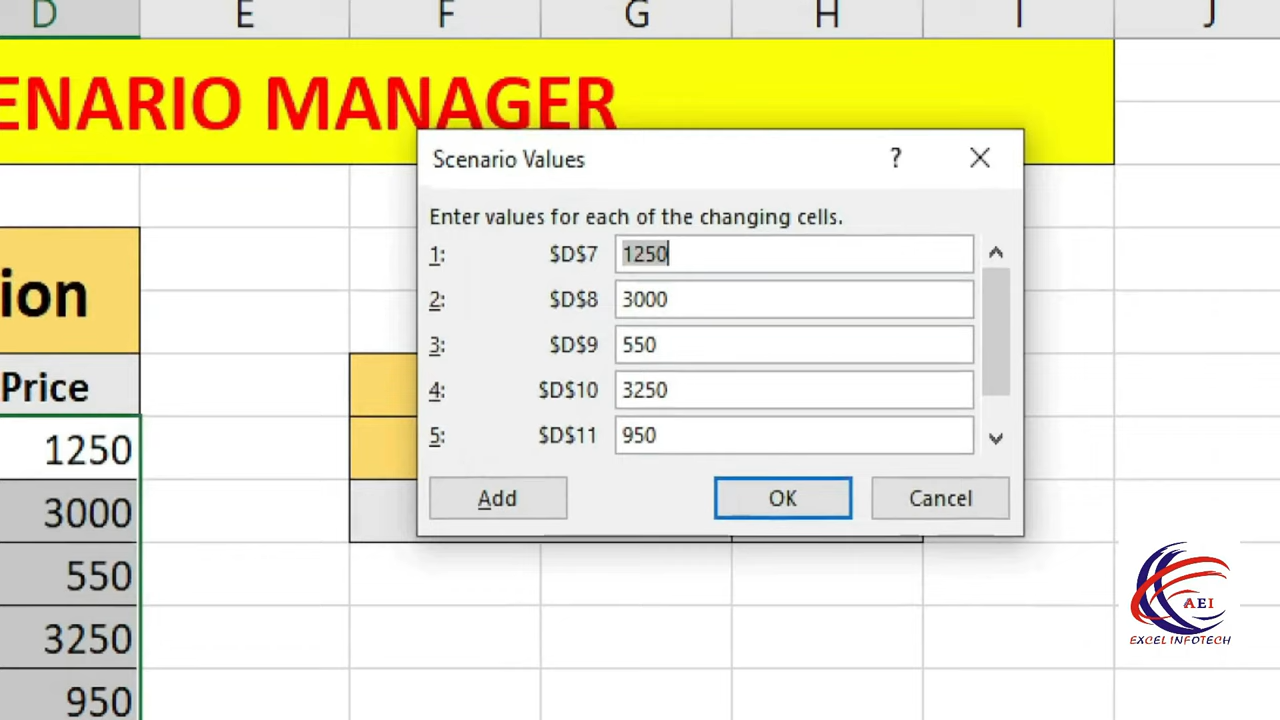 D E F G H I J
ENARIO MANAGER
Scenario Values ?
Enter values for each of the changing cells.
1: $D$7 1250
2: $D$8 3000
3: $D$9 550
4: $D$10 3250
5: $D$11 950
Add OK Cancel
ion
Price
1250
3000
550
3250
950
AEI
EXCEL INFOTECH